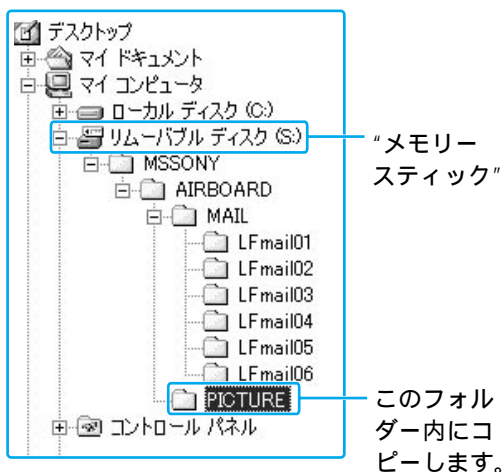 デスクトップ
マイ ドキュメント
マイ コンピュータ
ローカル ディスク (C:)
リムーバブル ディスク (S:)
MSSONY
AIRBOARD
MAIL
LFmail01
LFmail02
LFmail03
LFmail04
LFmail05
LFmail06
PICTURE
コントロール パネル
“メモリー
スティック”
このフォル
ダー内にコ
ピーします。